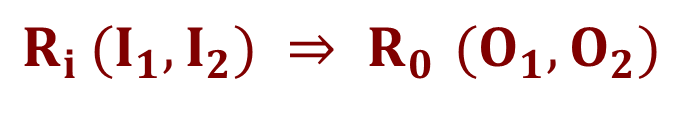 Rᵢ (I₁, I₂) ⇒ R₀ (O₁, O₂)